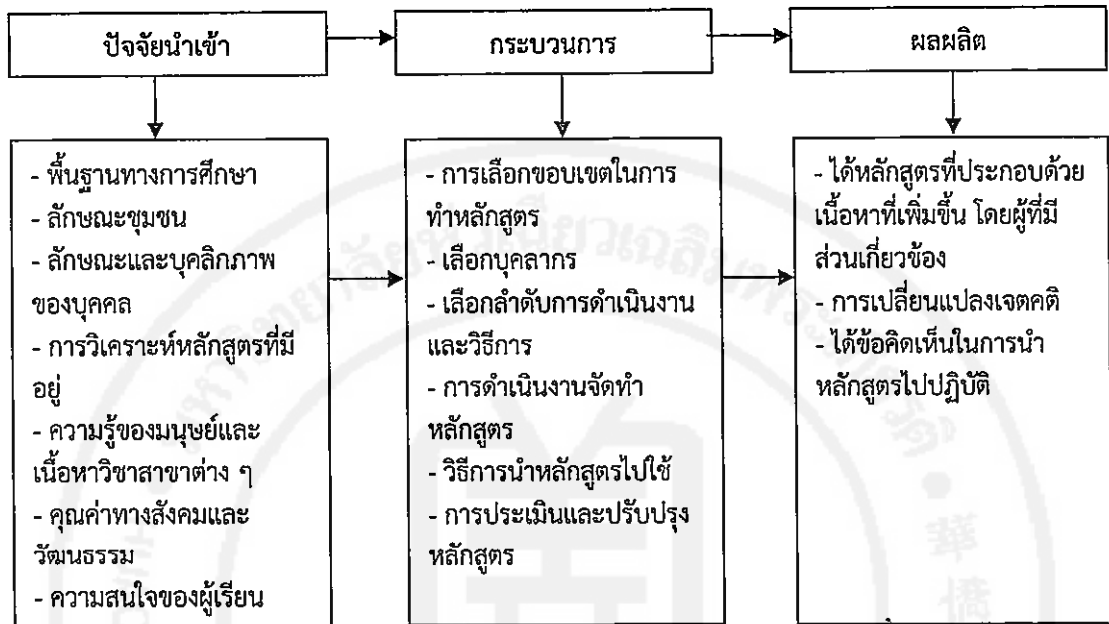 ปัจจัยนำเข้า
กระบวนการ
ผลผลิต
- พื้นฐานทางการศึกษา
- ลักษณะชุมชน
- ลักษณะและบุคลิกภาพ
ของบุคคล
- การวิเคราะห์หลักสูตรที่มี
อยู่
- ความรู้ของมนุษย์และ
เนื้อหาวิชาสาขาต่าง ๆ
- คุณค่าทางสังคมและ
วัฒนธรรม
- ความสนใจของผู้เรียน
- การเลือกขอบเขตในการ
ทำหลักสูตร
- เลือกบุคลากร
- เลือกลำดับการดำเนินงาน
และวิธีการ
- การดำเนินงานจัดทำ
หลักสูตร
- วิธีการนำหลักสูตรไปใช้
- การประเมินและปรับปรุง
หลักสูตร
- ได้หลักสูตรที่ประกอบด้วย
เนื้อหาที่เพิ่มขึ้น โดยผู้ที่มี
ส่วนเกี่ยวข้อง
- การเปลี่ยนแปลงเจตคติ
- ได้ข้อคิดเห็นในการนำ
หลักสูตรไปปฏิบัติ
華
僑